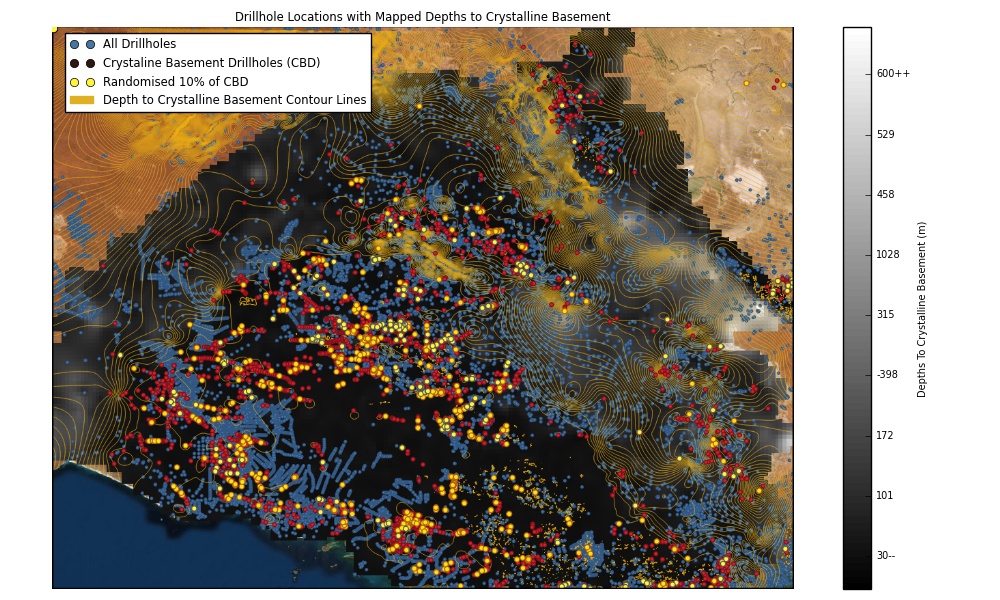 Drillhole Locations with Mapped Depths to Crystalline Basement
All Drillholes
Crystaline Basement Drillholes (CBD)
Randomised 10% of CBD
Depth to Crystalline Basement Contour Lines
600++
529
458
1028
315
-398
172
101
30--
Depths To Crystalline Basement (m)